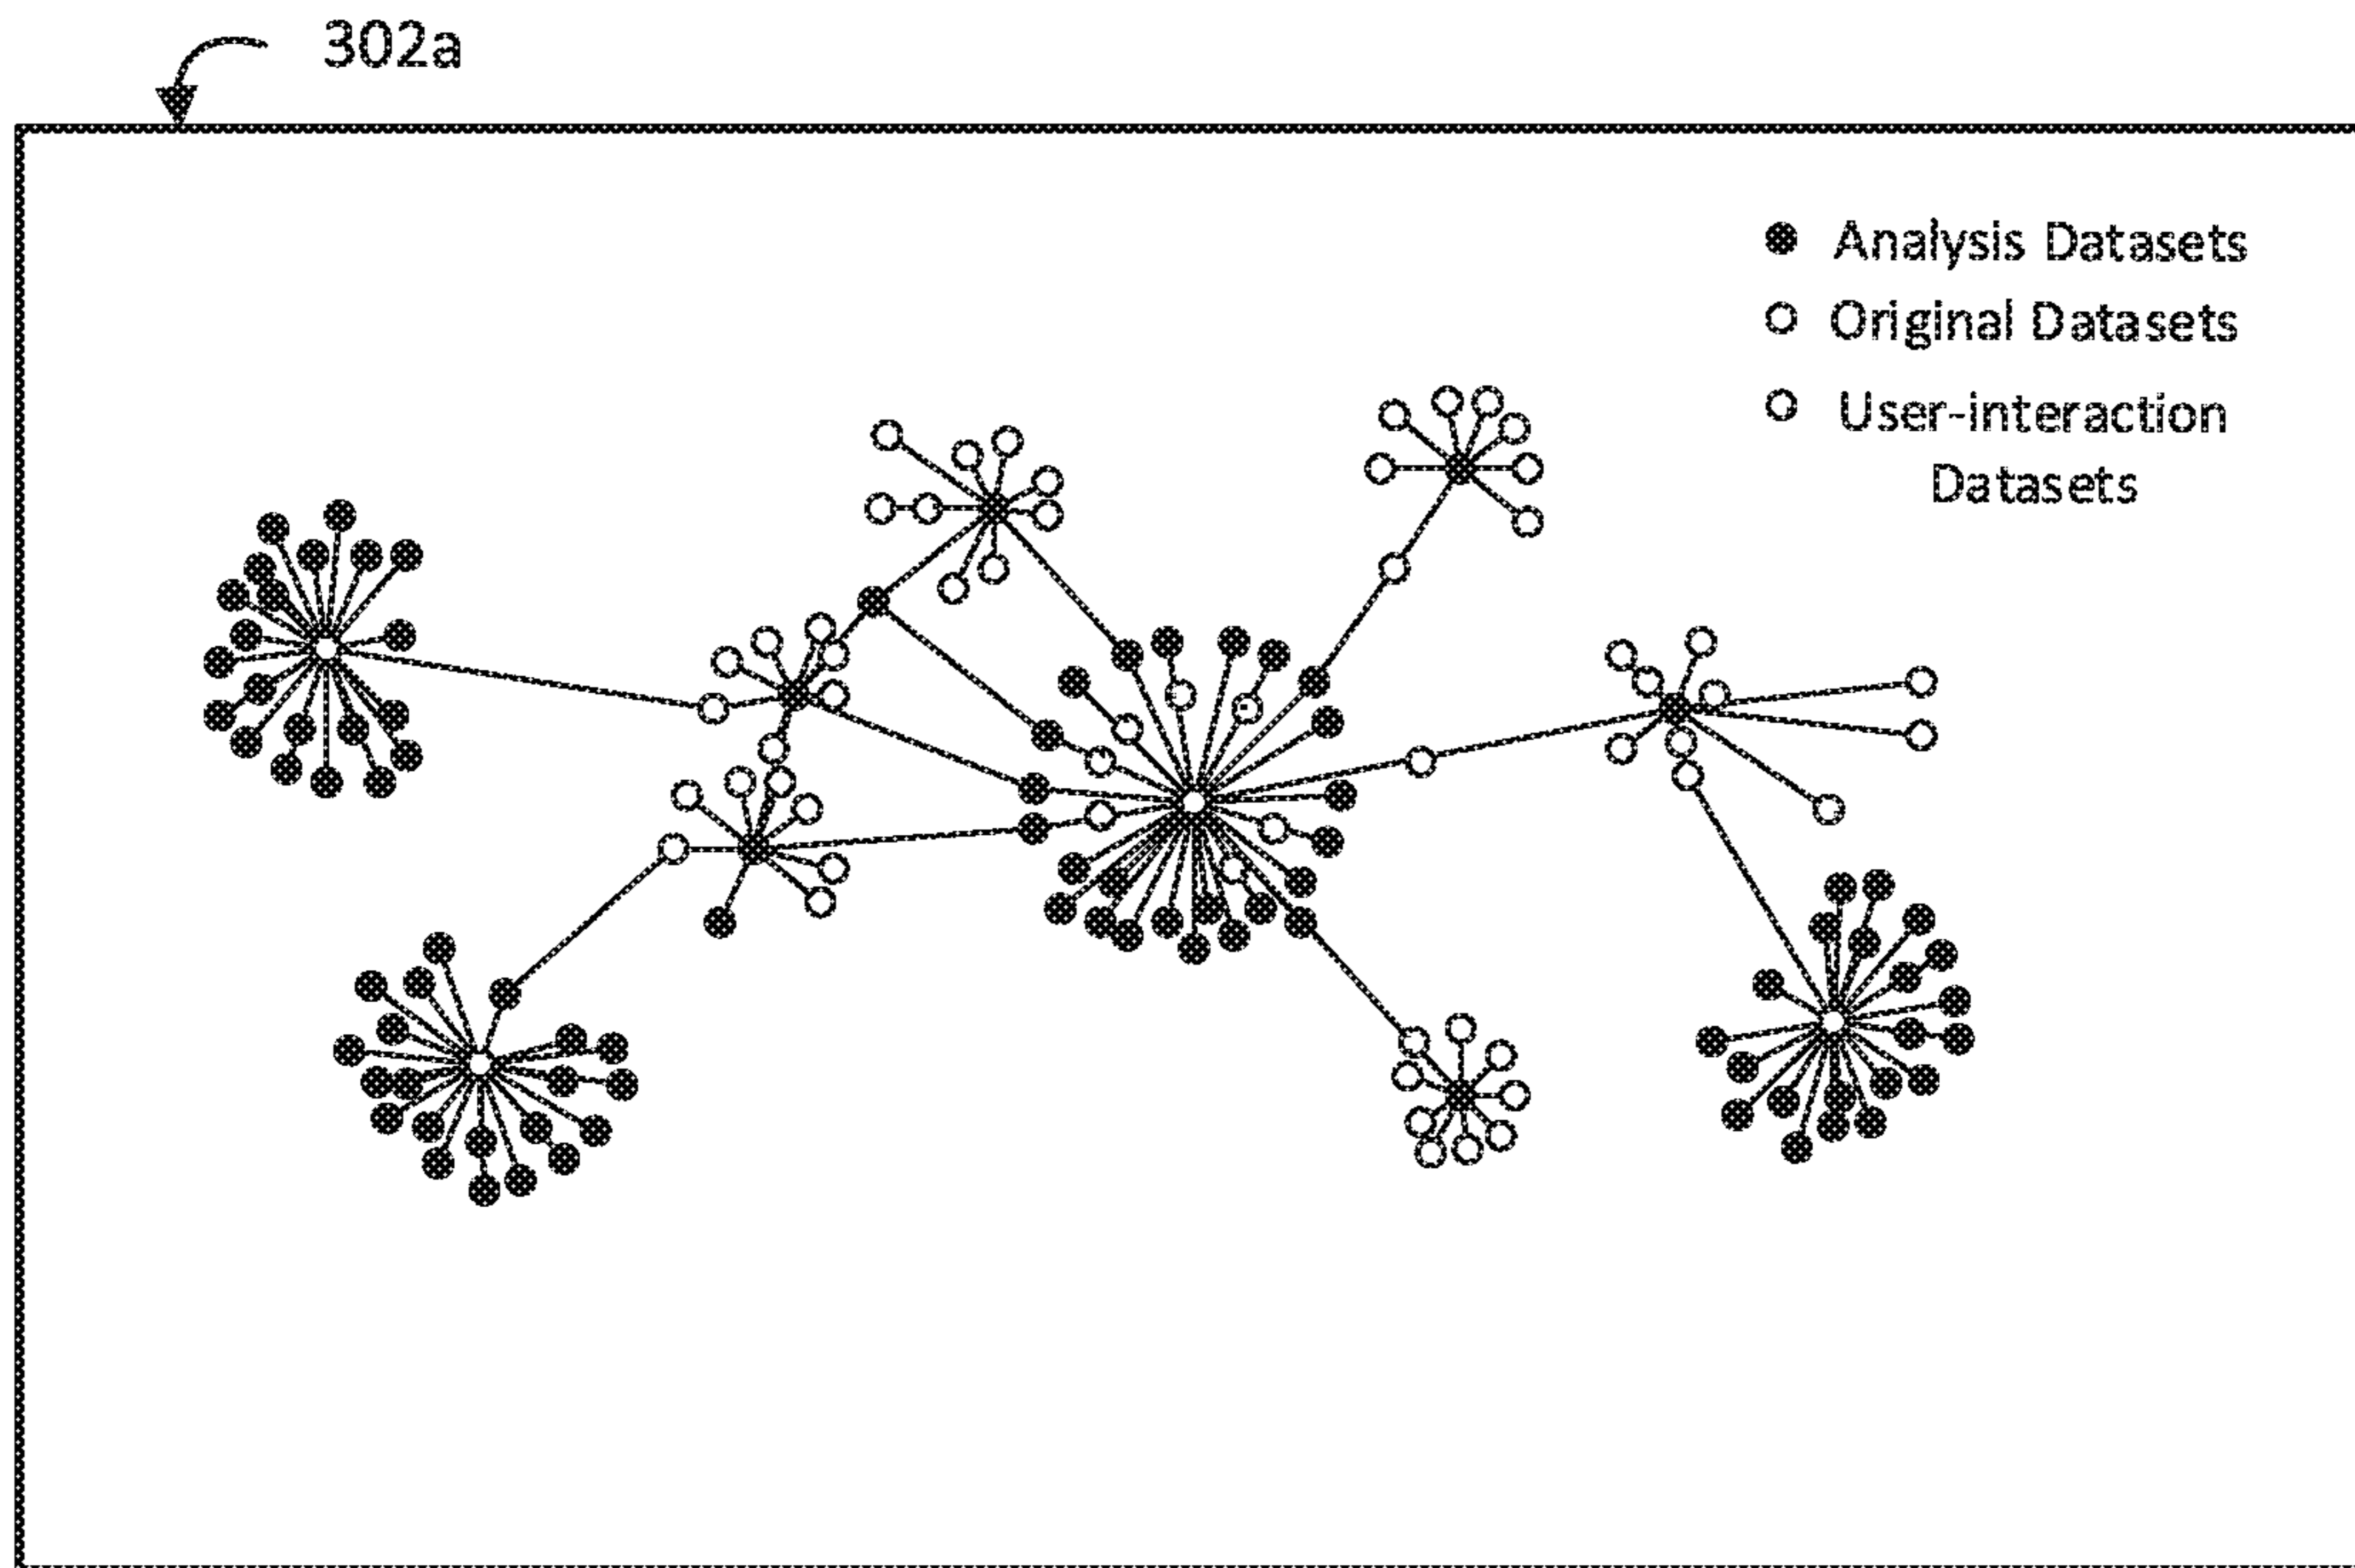 302a
Analysis Datasets
Original Datasets
User-interaction
Datasets